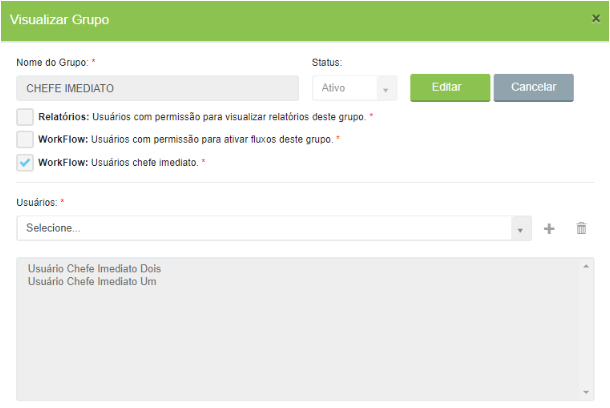 Visualizar Grupo
×
Nome do Grupo: *
Status:
CHEFE IMEDIATO
Ativo
Editar
Cancelar
Relatórios: Usuários com permissão para visualizar relatórios deste grupo. *
WorkFlow: Usuários com permissão para ativar fluxos deste grupo. *
WorkFlow: Usuários chefe imediato. *
Usuários: *
Selecione...
Usuário Chefe Imediato Dois
Usuário Chefe Imediato Um